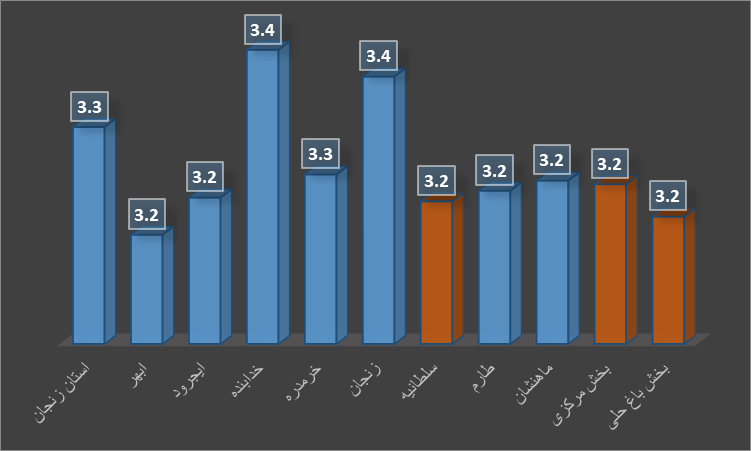 3.3
3.2
3.2
3.4
3.3
3.4
3.2
3.2
3.2
3.2
3.2
استان زنجان
ابهر
ایجرود
خدابنده
خرمدره
زنجان
سلطانیه
طارم
ماهنشان
بخش مرکزی
بخش باغ حلی